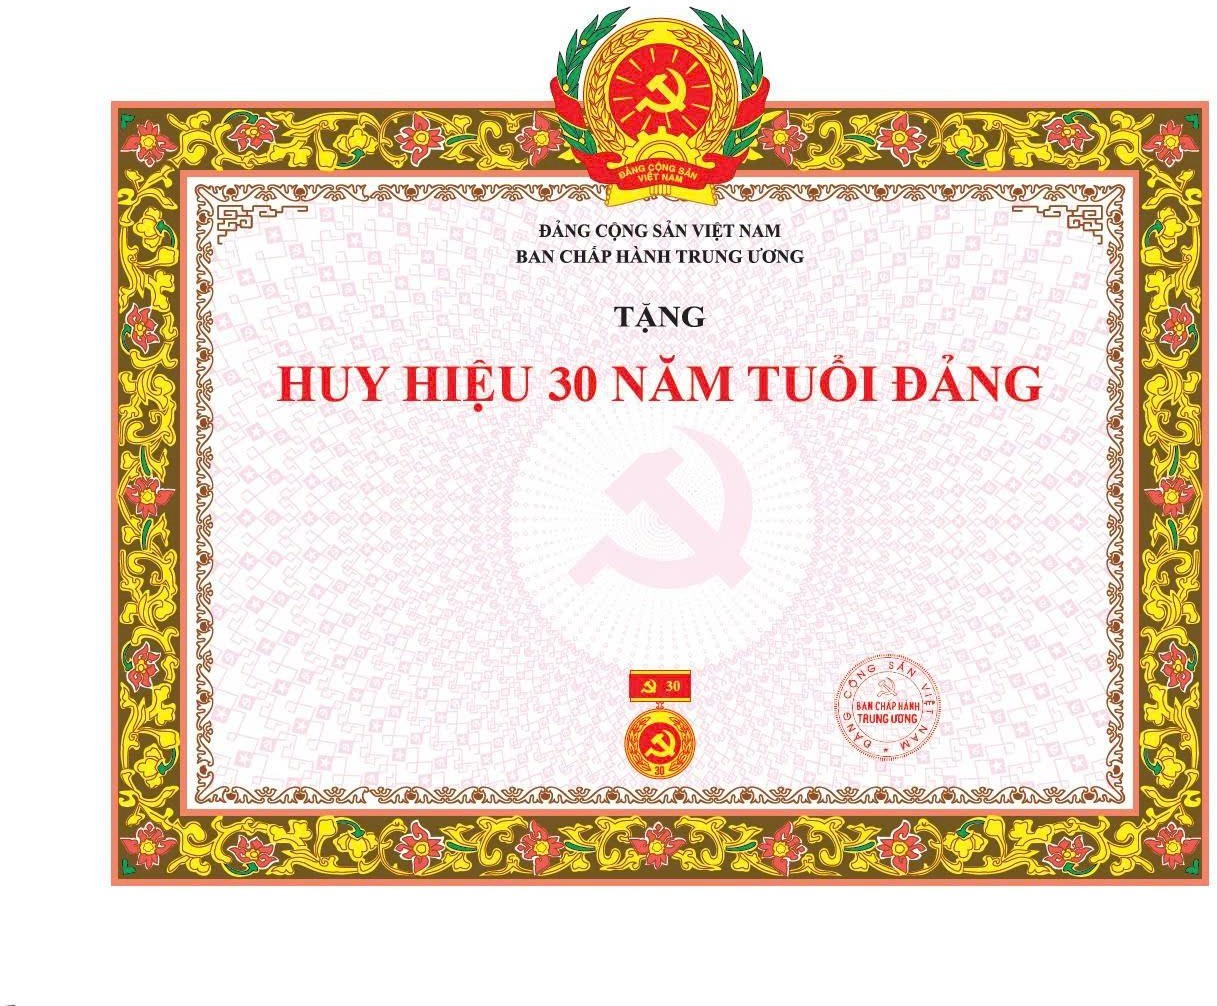 ĐẢNG CỘNG SẢN
VIỆT NAM
ĐẢNG CỘNG SẢN VIỆT NAM
BAN CHẤP HÀNH TRUNG ƯƠNG
TẶNG
HUY HIỆU 30 NĂM TUỔI ĐẢNG
30
30
ĐẢNG CỘNG SẢN VIỆT NAM
BAN CHẤP HÀNH
TRUNG ƯƠNG